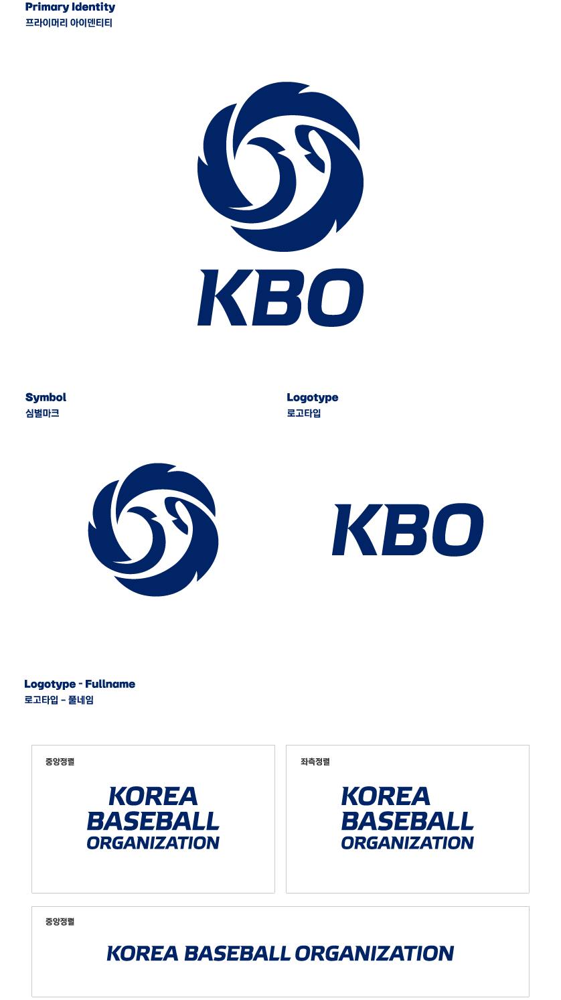 Primary Identity
프라이머리 아이덴티티
KBO
Symbol
심벌마크
Logotype
로고타입
KBO
Logotype - Fullname
로고타입 - 풀네임
중앙정렬
KOREA
BASEBALL
ORGANIZATION
좌측정렬
KOREA
BASEBALL
ORGANIZATION
중앙정렬
KOREA BASEBALL ORGANIZATION